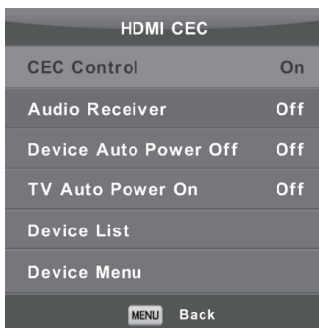 HDMI CEC
CEC Control On
Audio Receiver Off
Device Auto Power Off Off
TV Auto Power On Off
Device List
Device Menu
MENU Back